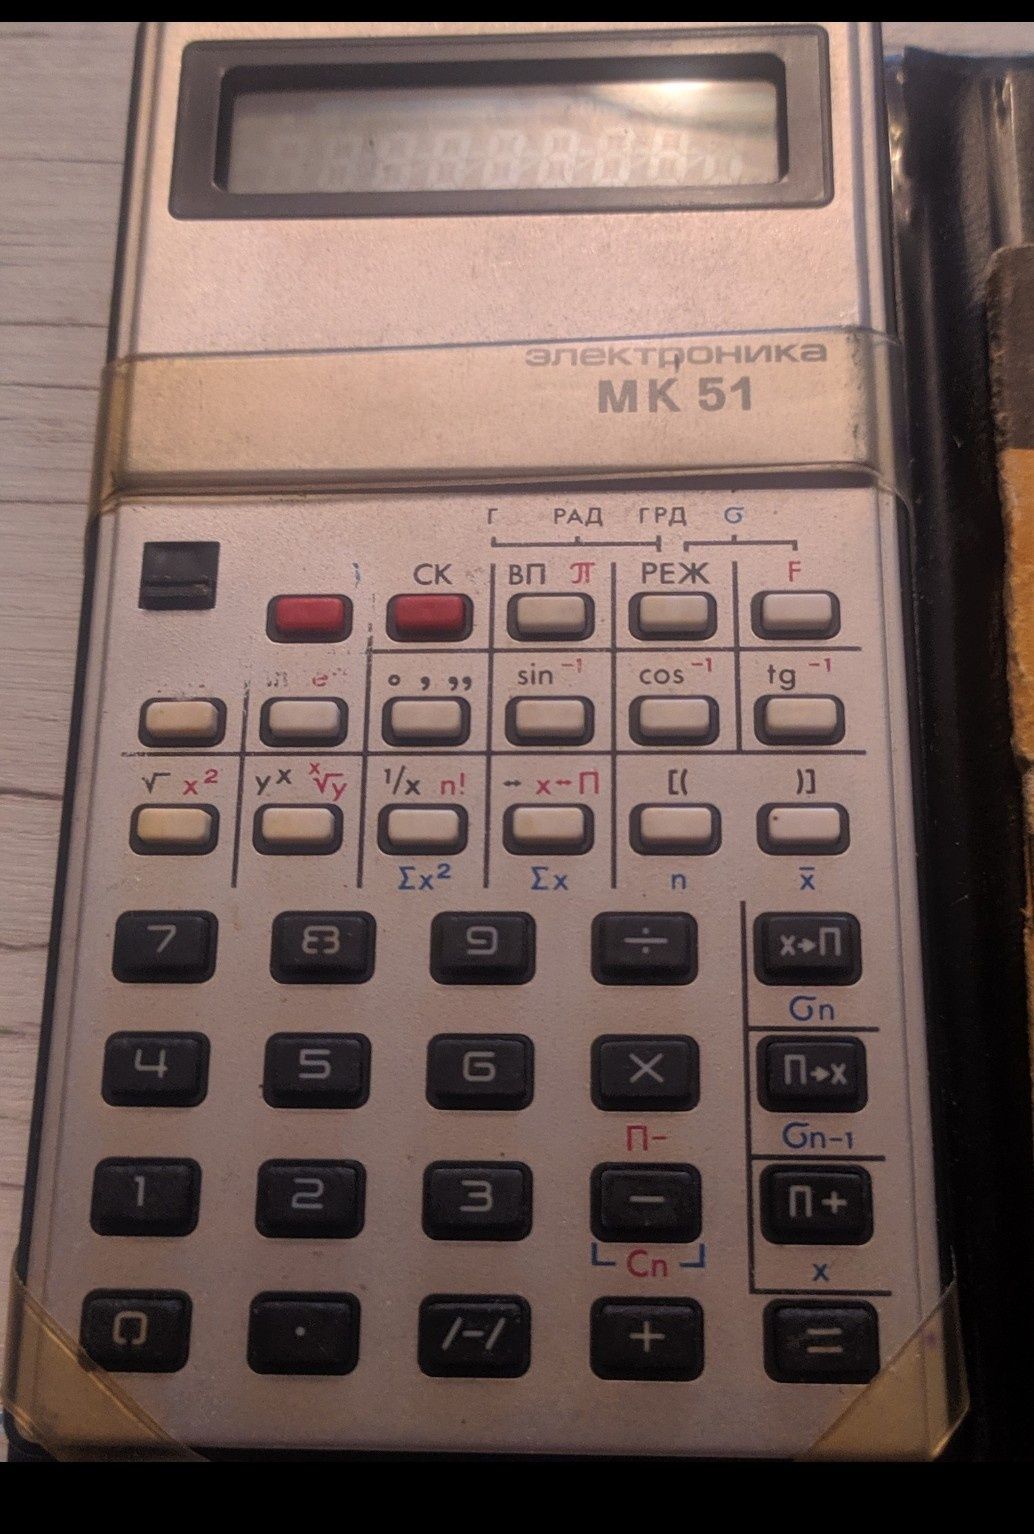 электроника
МК 51
Г РАД ГРД σ
СК ВП π РЕЖ F
° , ,, sin⁻¹ cos⁻¹ tg⁻¹
√ x² yˣ ˣ√y 1/x n! ↔ x↔П [( )]
Σx² Σx n x̄
7 8 9 ÷ x→П
σn
4 5 6 × П→x
П− σn-1
1 2 3 − П+
Cп x
0 · /-/ + =